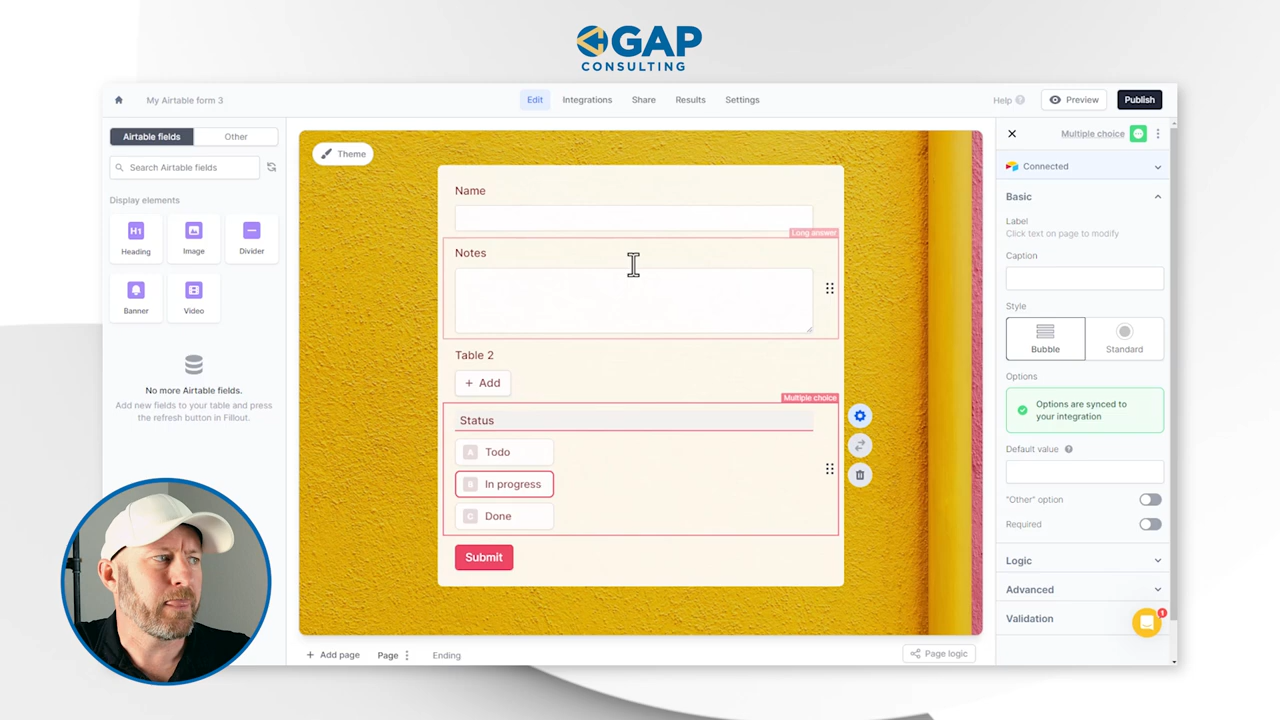 GAP
CONSULTING
My Airtable form 3
Edit
Integrations
Share
Results
Settings
Help ?
Preview
Publish
Airtable fields
Other
Search Airtable fields
Display elements
H1
Heading
Image
Divider
Banner
Video
No more Airtable fields.
Add new fields to your table and press
the refresh button in Fillout.
Theme
Name
Long answer
Notes
Table 2
+ Add
Multiple choice
Status
A Todo
B In progress
C Done
Submit
+ Add page
Page
Ending
Page logic
Multiple choice
Connected
Basic
Label
Click text on page to modify
Caption
Style
Bubble
Standard
Options
Options are synced to
your integration
Default value ?
"Other" option
Required
Logic
Advanced
Validation
1